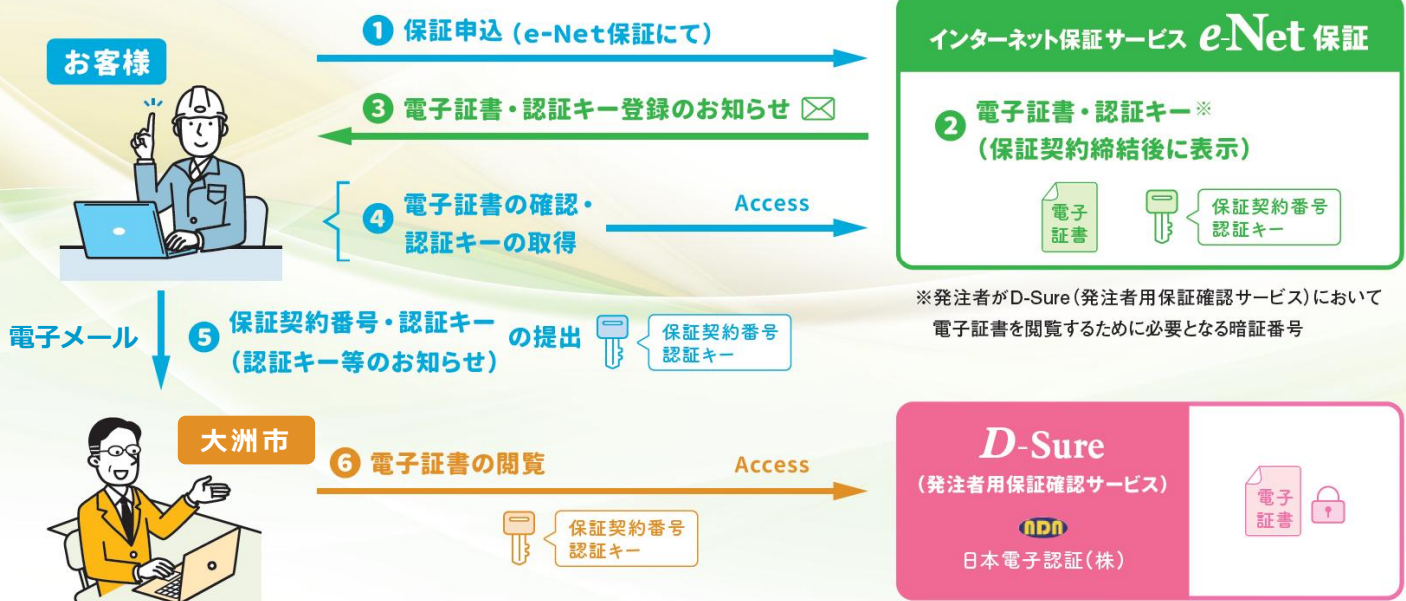 お客様
❶ 保証申込 (e-Net保証にて)
❸ 電子証書・認証キー登録のお知らせ
❹ 電子証書の確認・
認証キーの取得
Access
インターネット保証サービス e-Net 保証
❷ 電子証書・認証キー※
(保証契約締結後に表示)
電子
証書
保証契約番号
認証キー
※発注者がD-Sure(発注者用保証確認サービス)において
電子証書を閲覧するために必要となる暗証番号
電子メール
❺ 保証契約番号・認証キー
(認証キー等のお知らせ)
の提出
保証契約番号
認証キー
大洲市
❻ 電子証書の閲覧
Access
保証契約番号
認証キー
D-Sure
(発注者用保証確認サービス)
NDN
日本電子認証(株)
電子
証書